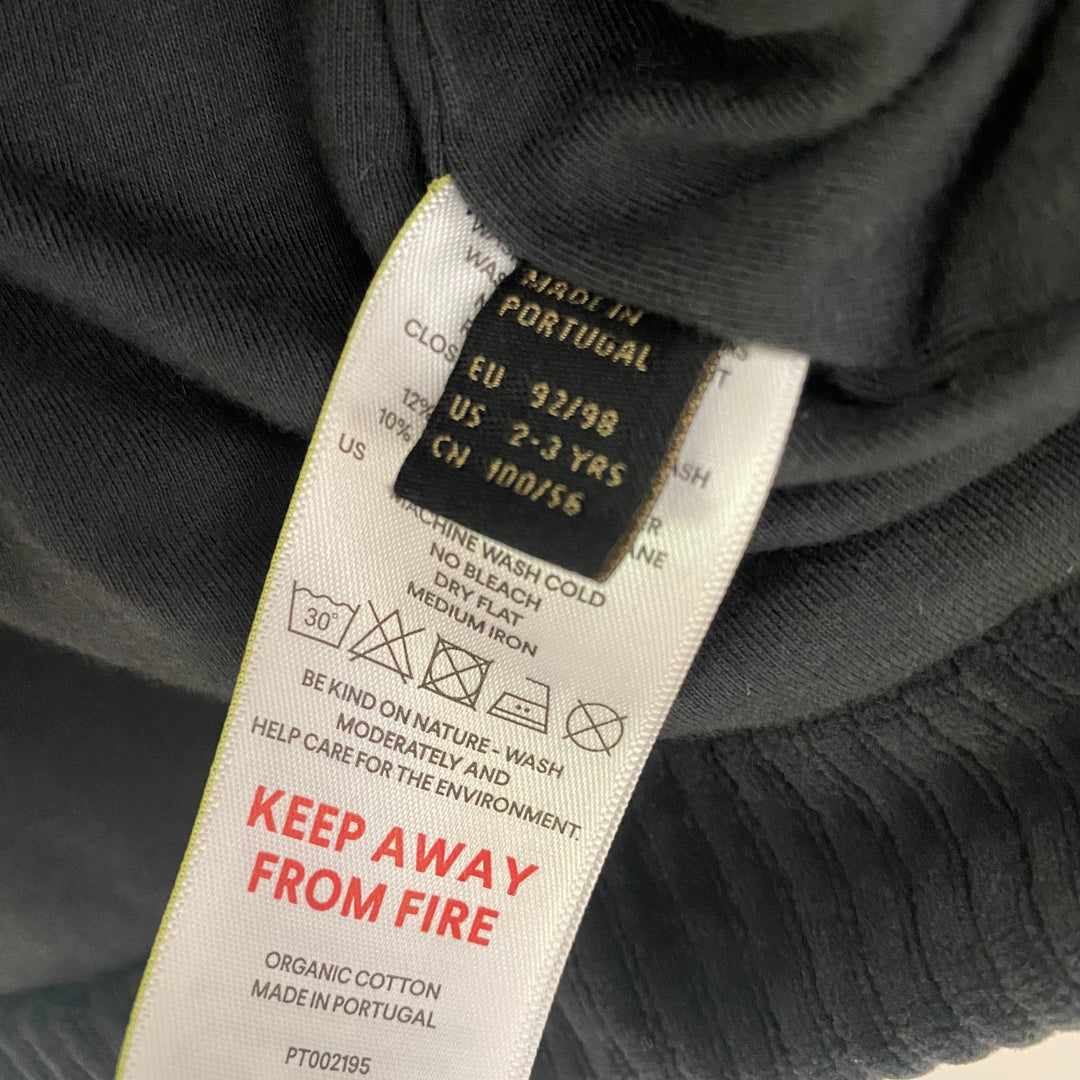 MADE IN
PORTUGAL
EU 92/98
US 2-3 YRS
CN 100/56
CLOS
12%
10%
US
MACHINE WASH COLD
NO BLEACH
DRY FLAT
MEDIUM IRON
30°
BE KIND ON NATURE - WASH
MODERATELY AND
HELP CARE FOR THE ENVIRONMENT.
KEEP AWAY
FROM FIRE
ORGANIC COTTON
MADE IN PORTUGAL
PT002195